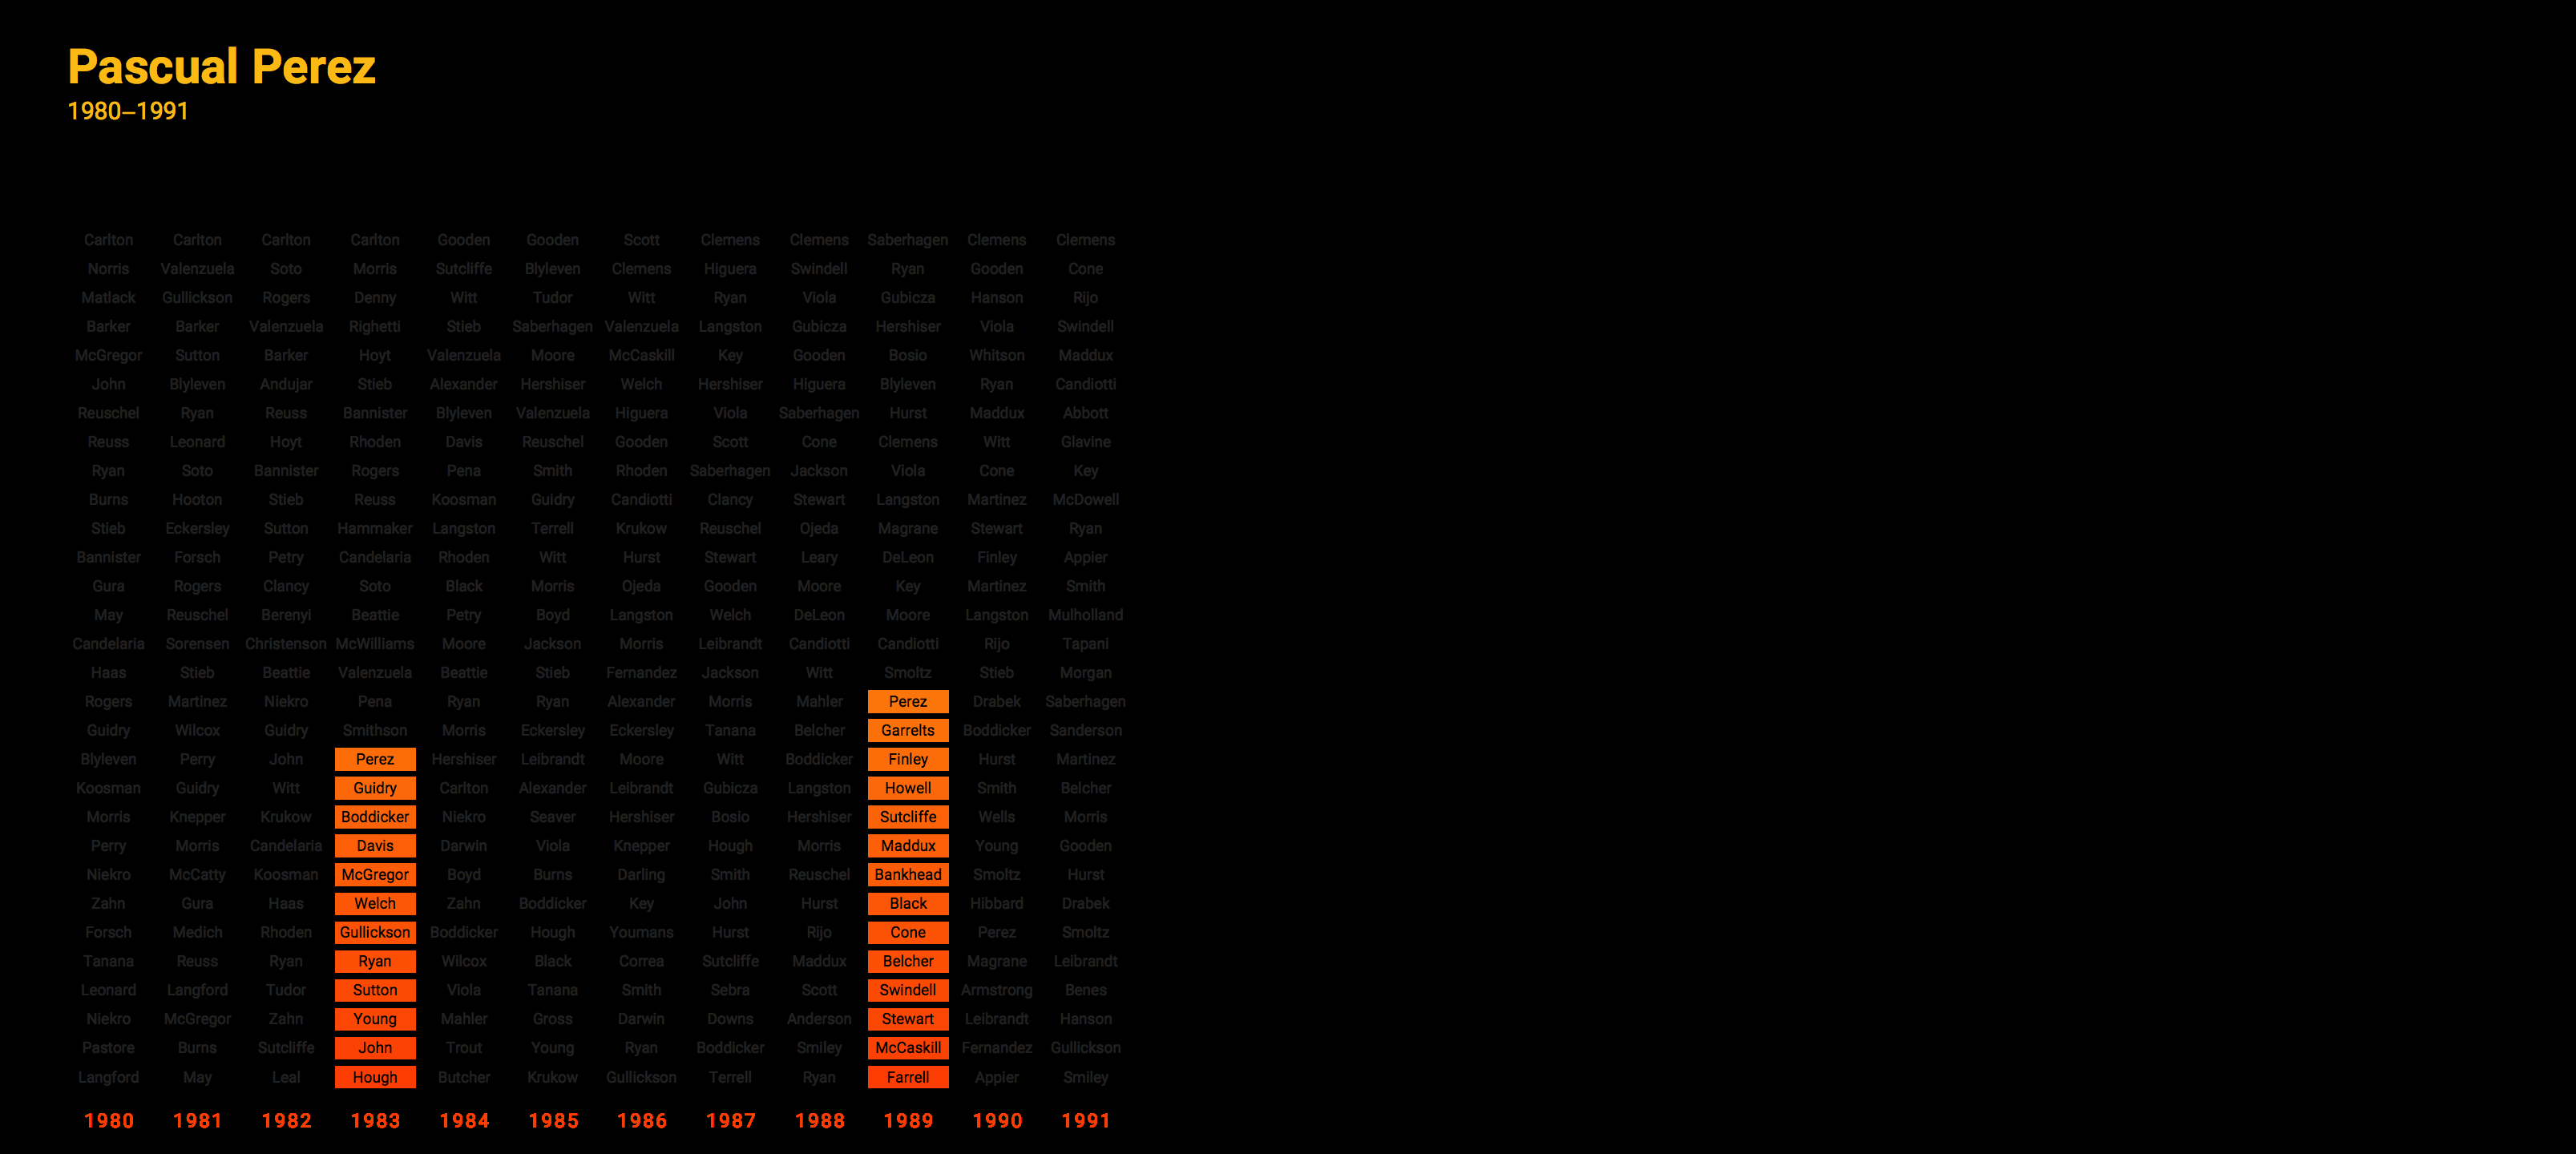 Pascual Perez
1980–1991
Carlton Carlton Carlton Carlton Gooden Gooden Scott Clemens Clemens Saberhagen Clemens Clemens
Norris Valenzuela Soto Morris Sutcliffe Blyleven Clemens Higuera Swindell Ryan Gooden Cone
Matlack Gullickson Rogers Denny Witt Tudor Witt Ryan Viola Gubicza Hanson Rijo
Barker Barker Valenzuela Righetti Stieb Saberhagen Valenzuela Langston Gubicza Hershiser Viola Swindell
McGregor Sutton Barker Hoyt Valenzuela Moore McCaskill Key Gooden Bosio Whitson Maddux
John Blyleven Andujar Stieb Alexander Hershiser Welch Hershiser Higuera Blyleven Ryan Candiotti
Reuschel Ryan Reuss Bannister Blyleven Valenzuela Higuera Viola Saberhagen Hurst Maddux Abbott
Reuss Leonard Hoyt Rhoden Davis Reuschel Gooden Scott Cone Clemens Witt Glavine
Ryan Soto Bannister Rogers Pena Smith Rhoden Saberhagen Jackson Viola Cone Key
Burns Hooton Stieb Reuss Koosman Guidry Candiotti Clancy Stewart Langston Martinez McDowell
Stieb Eckersley Sutton Hammaker Langston Terrell Krukow Reuschel Ojeda Magrane Stewart Ryan
Bannister Forsch Petry Candelaria Rhoden Witt Hurst Stewart Leary DeLeon Finley Appier
Gura Rogers Clancy Soto Black Morris Ojeda Gooden Moore Key Martinez Smith
May Reuschel Berenyi Beattie Petry Boyd Langston Welch DeLeon Moore Langston Mulholland
Candelaria Sorensen Christenson McWilliams Moore Jackson Morris Leibrandt Candiotti Candiotti Rijo Tapani
Haas Stieb Beattie Valenzuela Beattie Stieb Fernandez Jackson Witt Smoltz Stieb Morgan
Rogers Martinez Niekro Pena Ryan Ryan Alexander Morris Mahler Perez Drabek Saberhagen
Guidry Wilcox Guidry Smithson Morris Eckersley Eckersley Tanana Belcher Garrelts Boddicker Sanderson
Blyleven Perry John Perez Hershiser Leibrandt Moore Witt Boddicker Finley Hurst Martinez
Koosman Guidry Witt Guidry Carlton Alexander Leibrandt Gubicza Langston Howell Smith Belcher
Morris Knepper Krukow Boddicker Niekro Seaver Hershiser Bosio Hershiser Sutcliffe Wells Morris
Perry Morris Candelaria Davis Darwin Viola Knepper Hough Morris Maddux Young Gooden
Niekro McCatty Koosman McGregor Boyd Burns Darling Smith Reuschel Bankhead Smoltz Hurst
Zahn Gura Haas Welch Zahn Boddicker Key John Hurst Black Hibbard Drabek
Forsch Medich Rhoden Gullickson Boddicker Hough Youmans Hurst Rijo Cone Perez Smoltz
Tanana Reuss Ryan Ryan Wilcox Black Correa Sutcliffe Maddux Belcher Magrane Leibrandt
Leonard Langford Tudor Sutton Viola Tanana Smith Sebra Scott Swindell Armstrong Benes
Niekro McGregor Zahn Young Mahler Gross Darwin Downs Anderson Stewart Leibrandt Hanson
Pastore Burns Sutcliffe John Trout Young Ryan Boddicker Smiley McCaskill Fernandez Gullickson
Langford May Leal Hough Butcher Krukow Gullickson Terrell Ryan Farrell Appier Smiley
1980 1981 1982 1983 1984 1985 1986 1987 1988 1989 1990 1991